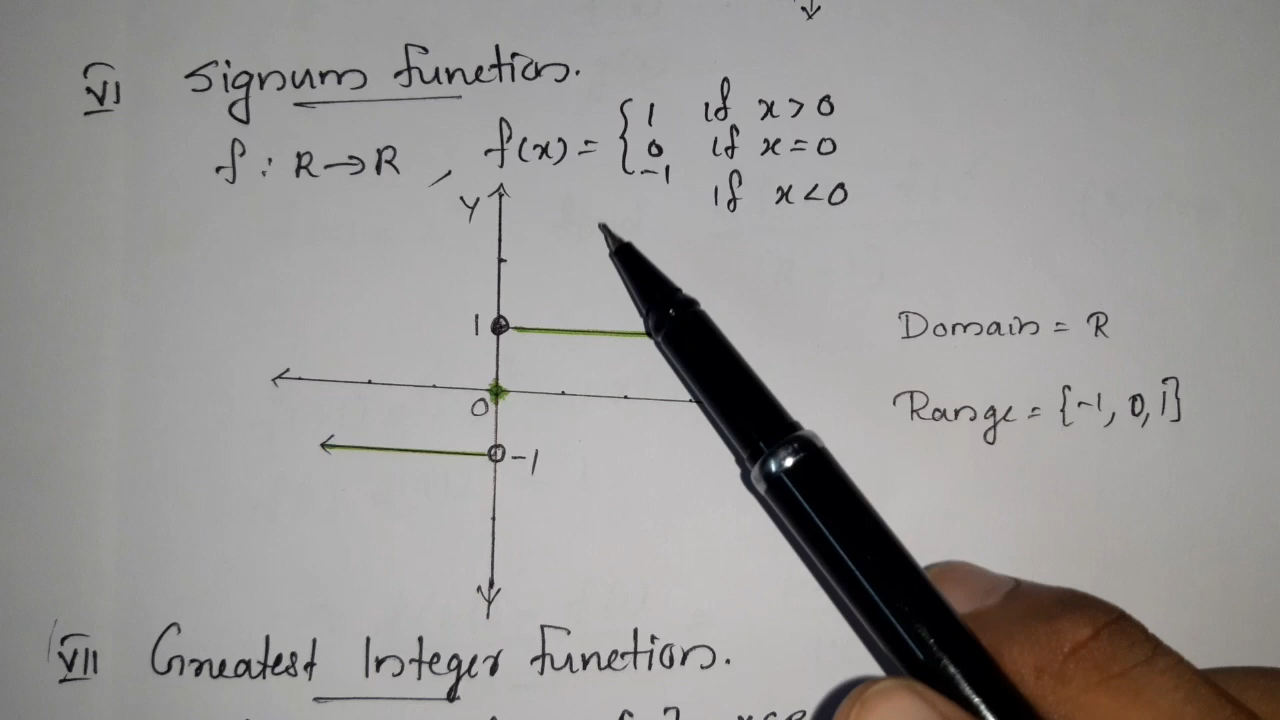 VI Signum function.
f : R→R , f(x) = { 1 if x > 0
0 if x = 0
-1 if x < 0
Y
1
0
-1
Domain = R
Range = {-1, 0, 1}
VII Greatest Integer function.